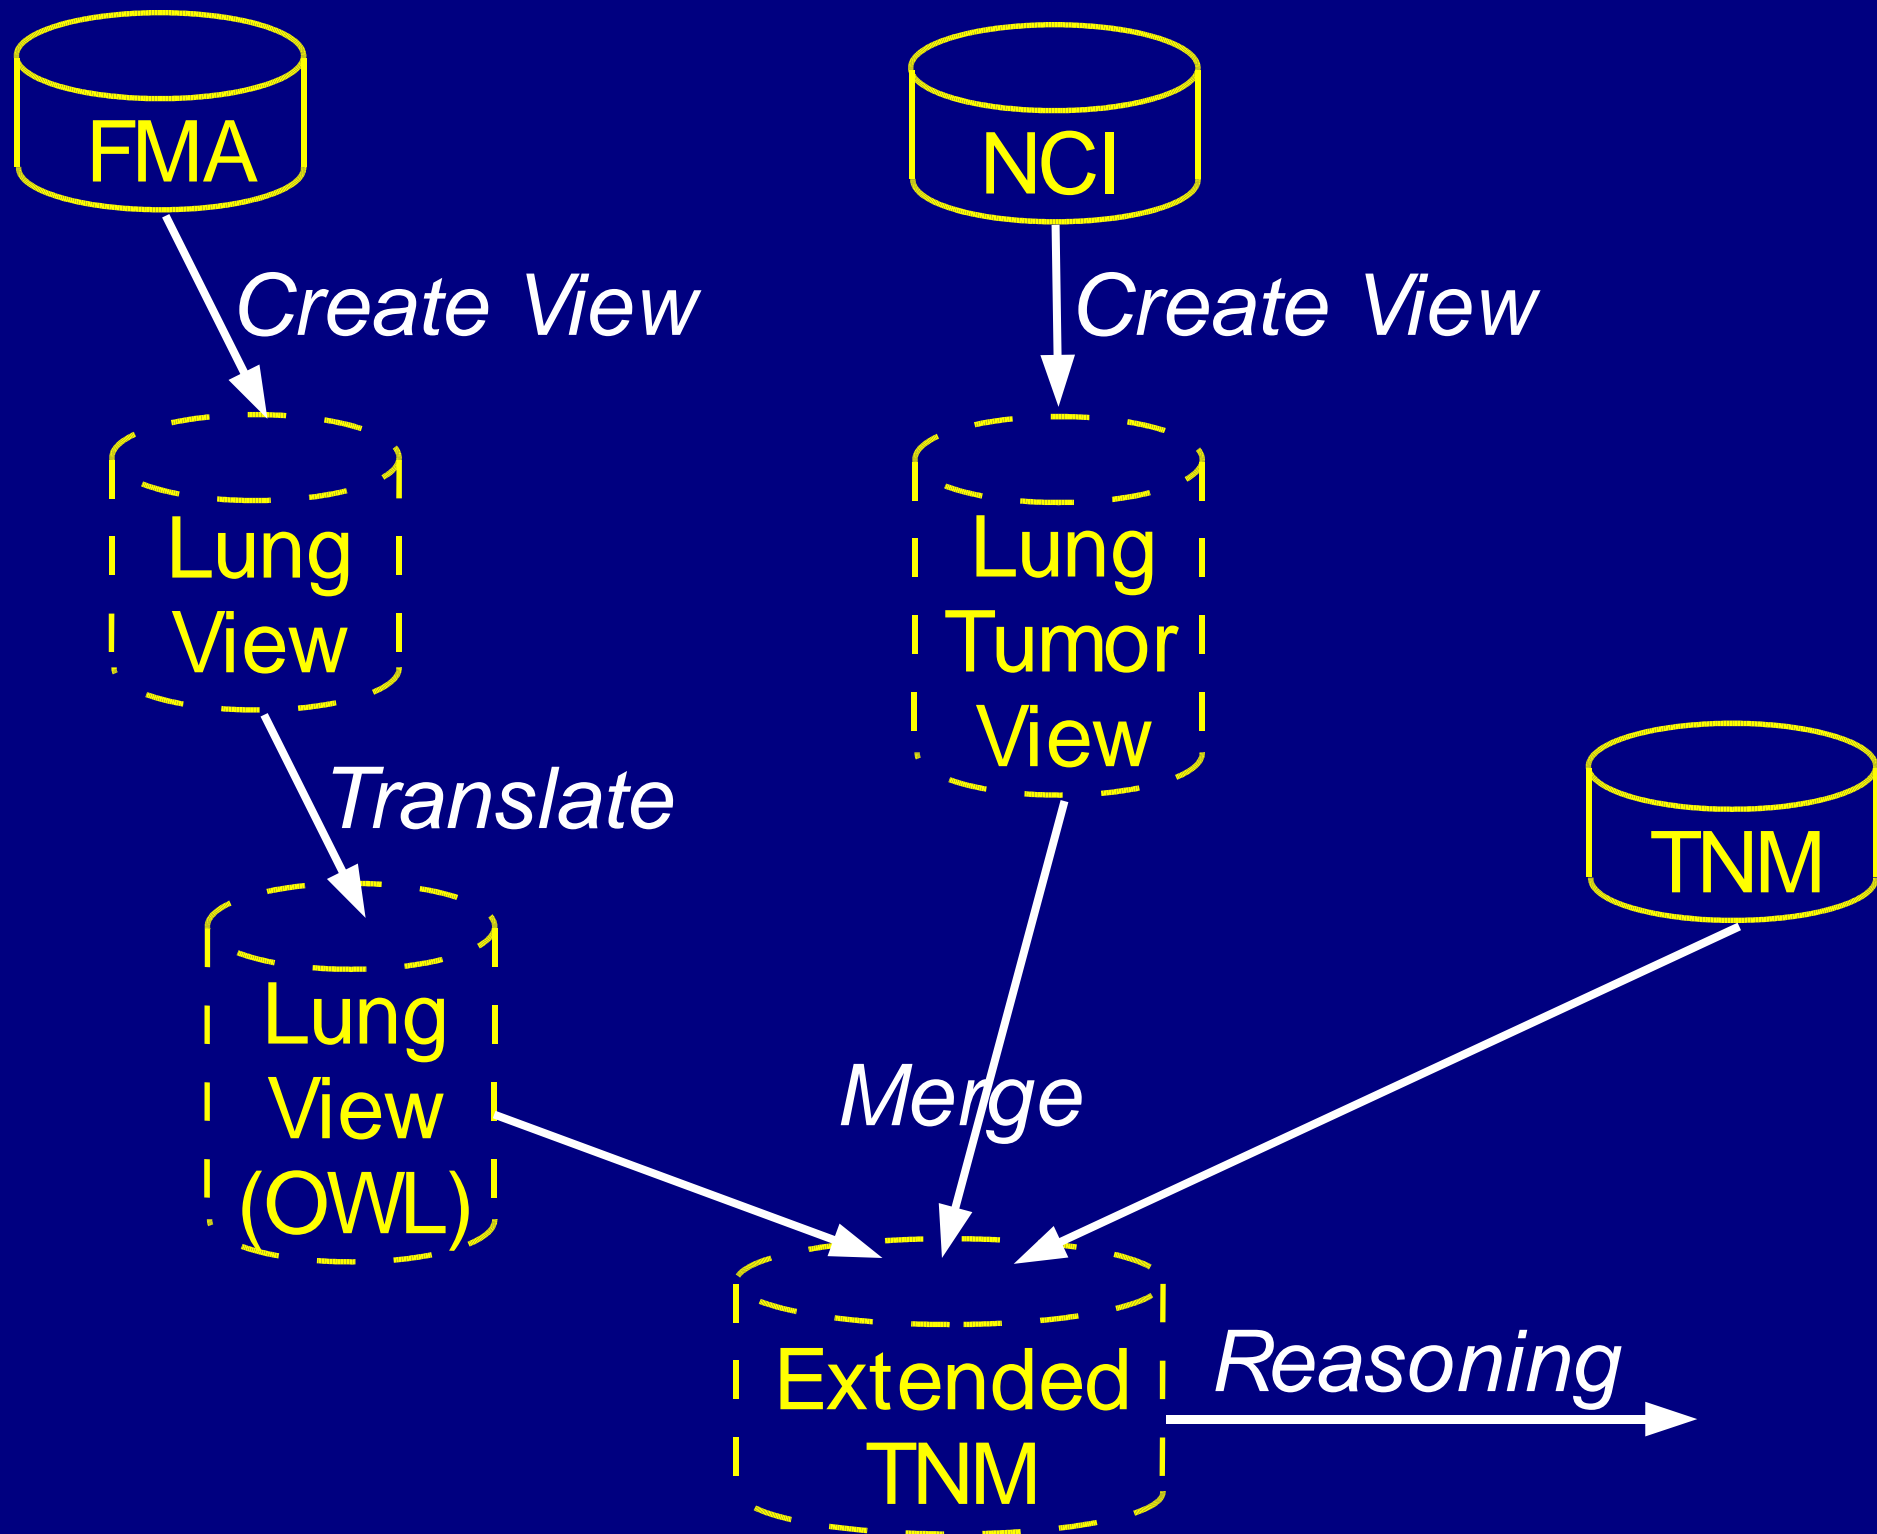 FMA
NCI
Create View
Create View
Lung
View
Lung
Tumor
View
Translate
TNM
Lung
View
(OWL)
Merge
Extended
TNM
Reasoning